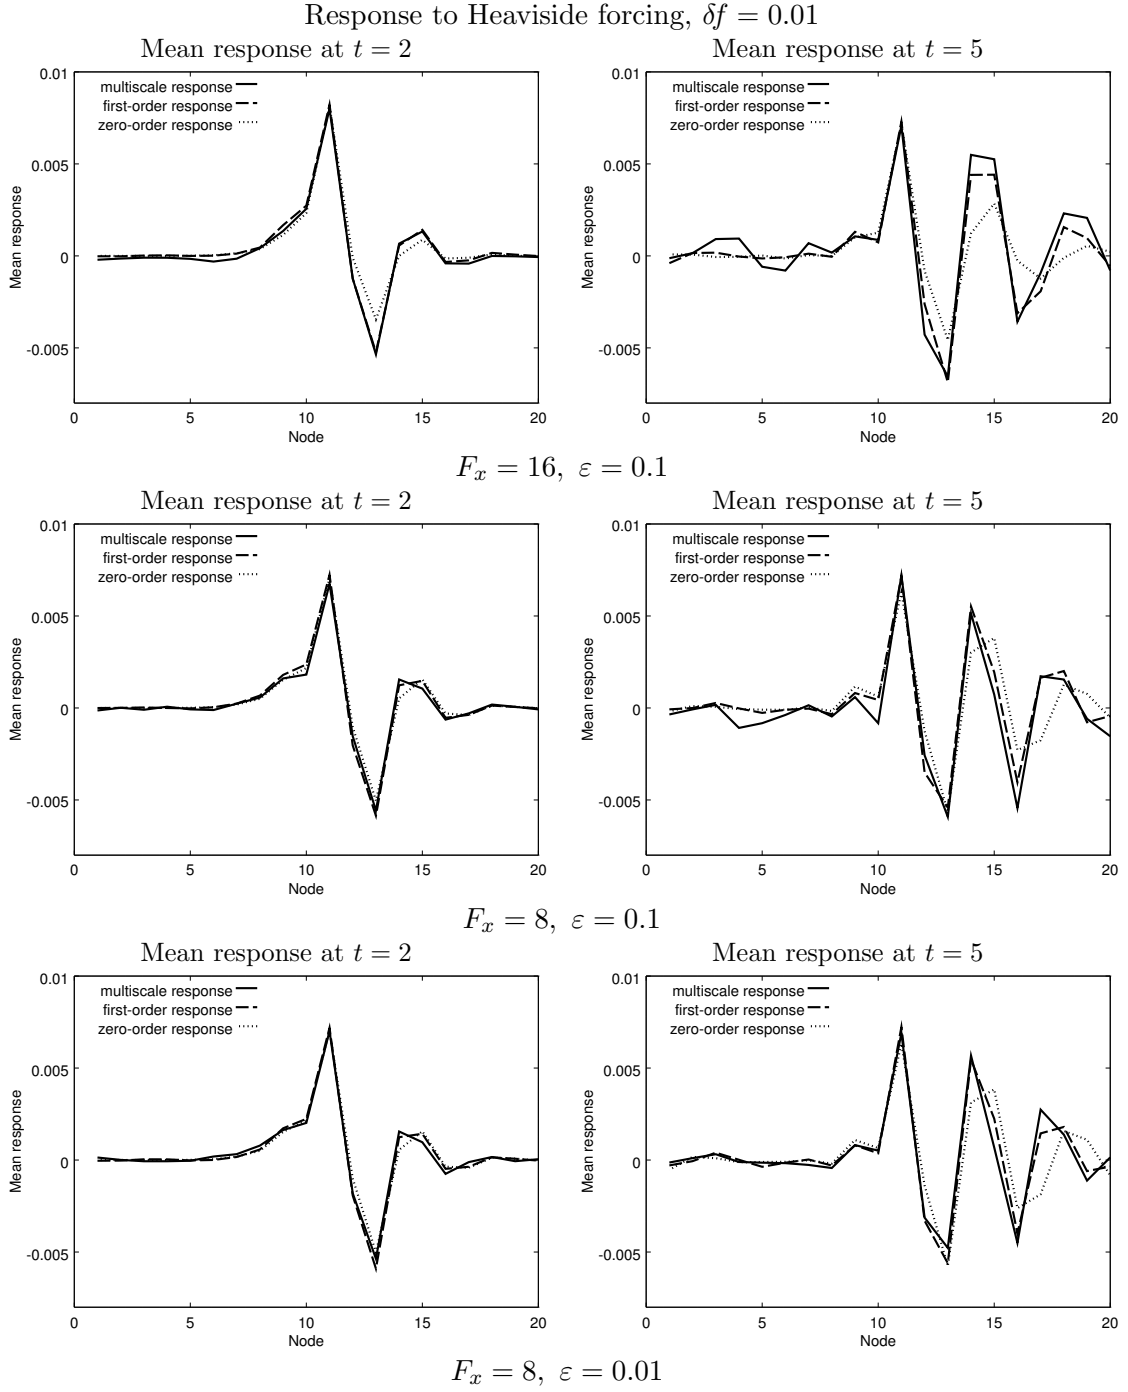 Response to Heaviside forcing, δf = 0.01
Mean response at t = 2
0.01
0.005
0
-0.005
0 5 10 15 20
Mean response
Node
multiscale response
first-order response
zero-order response
Mean response at t = 5
0.01
0.005
0
-0.005
0 5 10 15 20
Mean response
Node
multiscale response
first-order response
zero-order response
F_x = 16, ε = 0.1
Mean response at t = 2
0.01
0.005
0
-0.005
0 5 10 15 20
Mean response
Node
multiscale response
first-order response
zero-order response
Mean response at t = 5
0.01
0.005
0
-0.005
0 5 10 15 20
Mean response
Node
multiscale response
first-order response
zero-order response
F_x = 8, ε = 0.1
Mean response at t = 2
0.01
0.005
0
-0.005
0 5 10 15 20
Mean response
Node
multiscale response
first-order response
zero-order response
Mean response at t = 5
0.01
0.005
0
-0.005
0 5 10 15 20
Mean response
Node
multiscale response
first-order response
zero-order response
F_x = 8, ε = 0.01